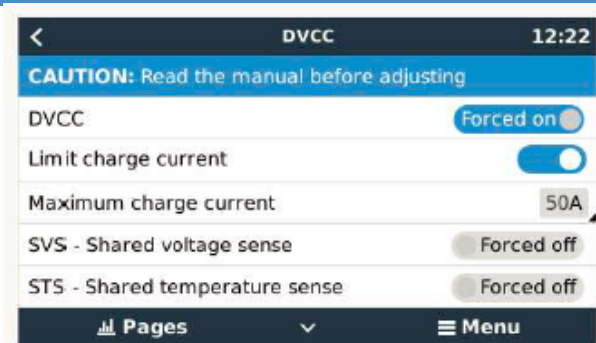 DVCC 12:22
CAUTION: Read the manual before adjusting
DVCC Forced on
Limit charge current
Maximum charge current 50A
SVS - Shared voltage sense Forced off
STS - Shared temperature sense Forced off
Pages Menu